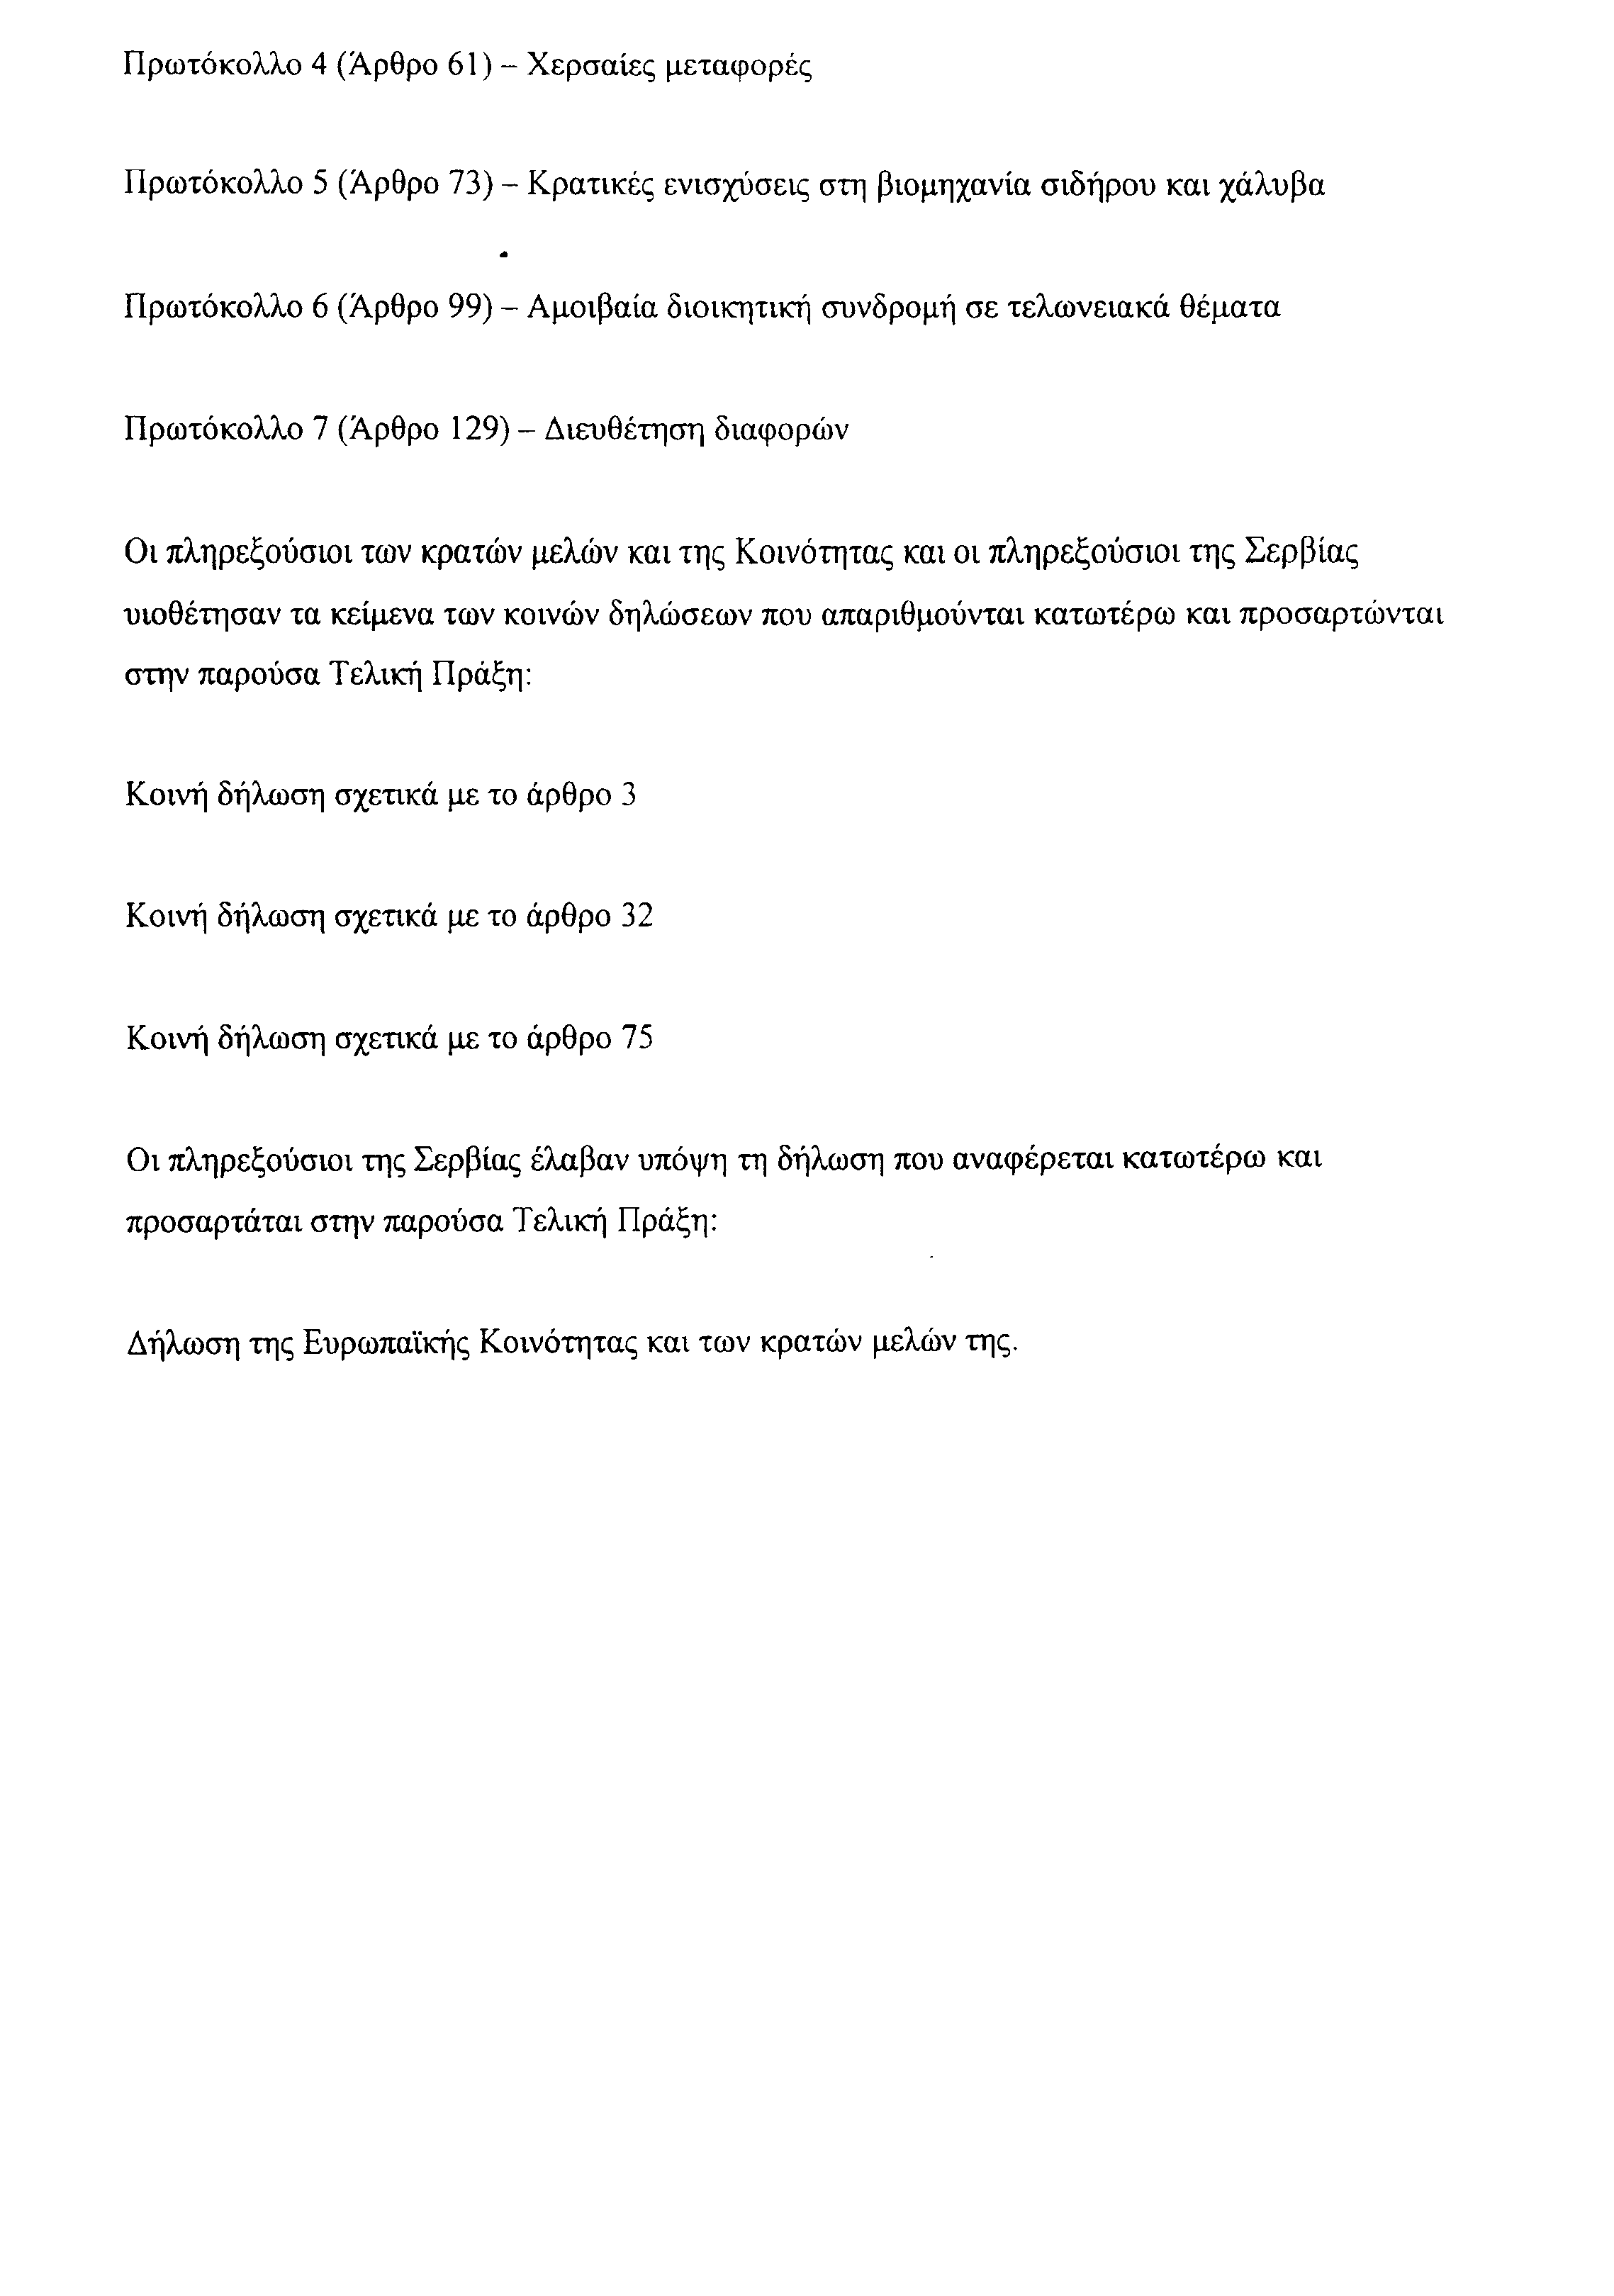 Πρωτόκολλο 4 (Άρθρο 61) – Χερσαίες μεταφορές
Πρωτόκολλο 5 (Άρθρο 73) – Κρατικές ενισχύσεις στη βιομηχανία σιδήρου και χάλυβα
Πρωτόκολλο 6 (Άρθρο 99) – Αμοιβαία διοικητική συνδρομή σε τελωνειακά θέματα
Πρωτόκολλο 7 (Άρθρο 129) – Διευθέτηση διαφορών
Οι πληρεξούσιοι των κρατών μελών και της Κοινότητας και οι πληρεξούσιοι της Σερβίας
υιοθέτησαν τα κείμενα των κοινών δηλώσεων που απαριθμούνται κατωτέρω και προσαρτώνται
στην παρούσα Τελική Πράξη:
Κοινή δήλωση σχετικά με το άρθρο 3
Κοινή δήλωση σχετικά με το άρθρο 32
Κοινή δήλωση σχετικά με το άρθρο 75
Οι πληρεξούσιοι της Σερβίας έλαβαν υπόψη τη δήλωση που αναφέρεται κατωτέρω και
προσαρτάται στην παρούσα Τελική Πράξη:
Δήλωση της Ευρωπαϊκής Κοινότητας και των κρατών μελών της.